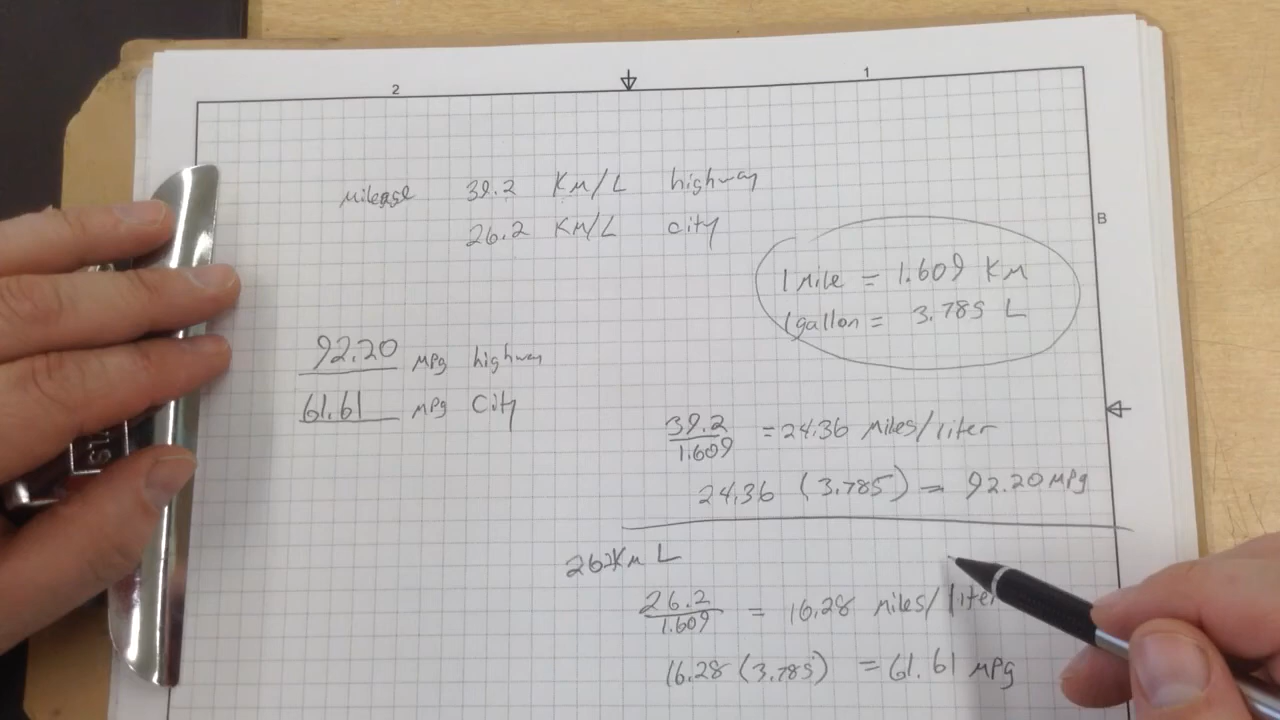 2 1
mileage 39.2 KM/L highway
26.2 KM/L city
B
1 mile = 1.609 KM
1 gallon = 3.785 L
92.20 MPg highway
61.61 MPg City
39.2 / 1.609 = 24.36 Miles/liter
24.36 (3.785) = 92.20 MPg
26.2 / 1.609 = 16.28 miles/liter
16.28 (3.785) = 61.61 MPg